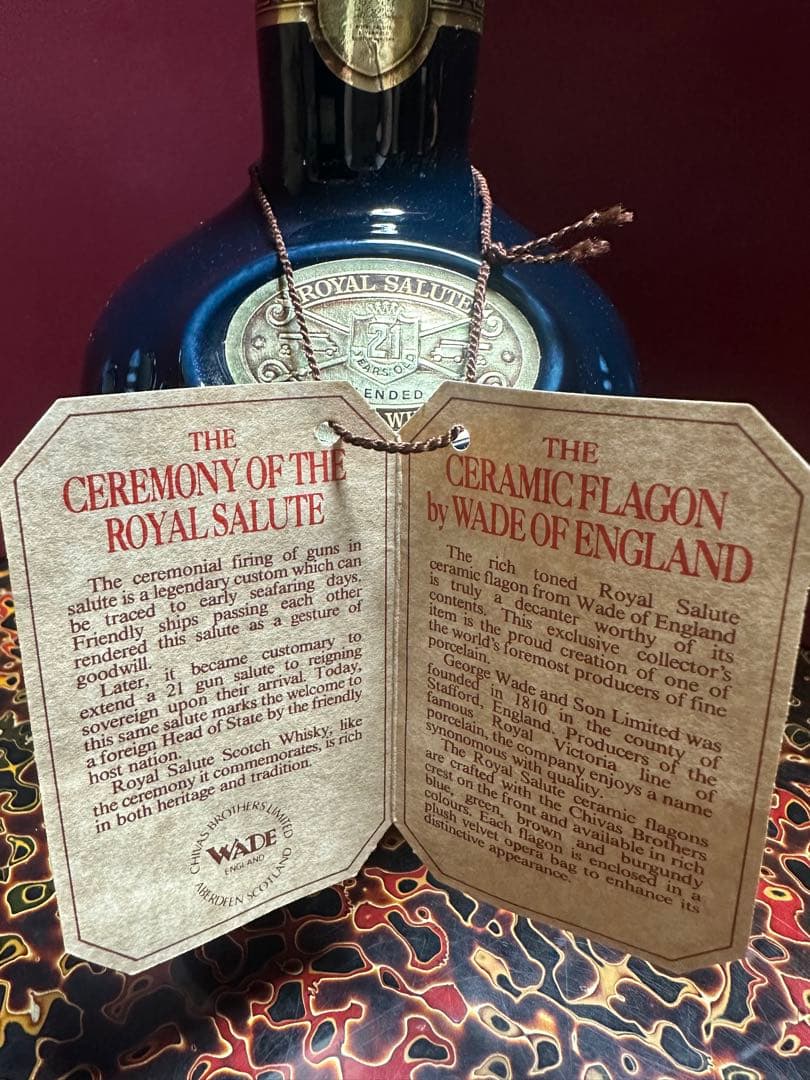 ROYAL SALUTE
21
YEARS OLD
ENDED
THE
CEREMONY OF THE
ROYAL SALUTE
The ceremonial firing of guns in
salute is a legendary custom which can
be traced to early seafaring days.
Friendly ships passing each other
rendered this salute as a gesture of
goodwill.
Later, it became customary to
extend a 21 gun salute to reigning
sovereign upon their arrival. Today,
this same salute marks the welcome to
a foreign Head of State by the friendly
host nation.
Royal Salute Scotch Whisky, like
the ceremony it commemorates, is rich
in both heritage and tradition.
CHIVAS BROTHERS LIMITED
WADE
ENGLAND
ABERDEEN SCOTLAND
THE
CERAMIC FLAGON
by WADE OF ENGLAND
The rich toned Royal Salute
ceramic flagon from Wade of England
is truly a decanter worthy of its
contents. This exclusive collector's
item is the proud creation of one of
the world's foremost producers of fine
porcelain.
George Wade and Son Limited was
founded in 1810 in the county of
Stafford, England. Producers of the
famous Royal Victoria line of
porcelain, the company enjoys a name
synonomous with quality.
The Royal Salute ceramic flagons
are crafted with the Chivas Brothers
crest on the front and available in rich
blue, green, brown and burgundy
colours. Each flagon is enclosed in a
plush velvet opera bag to enhance its
distinctive appearance.